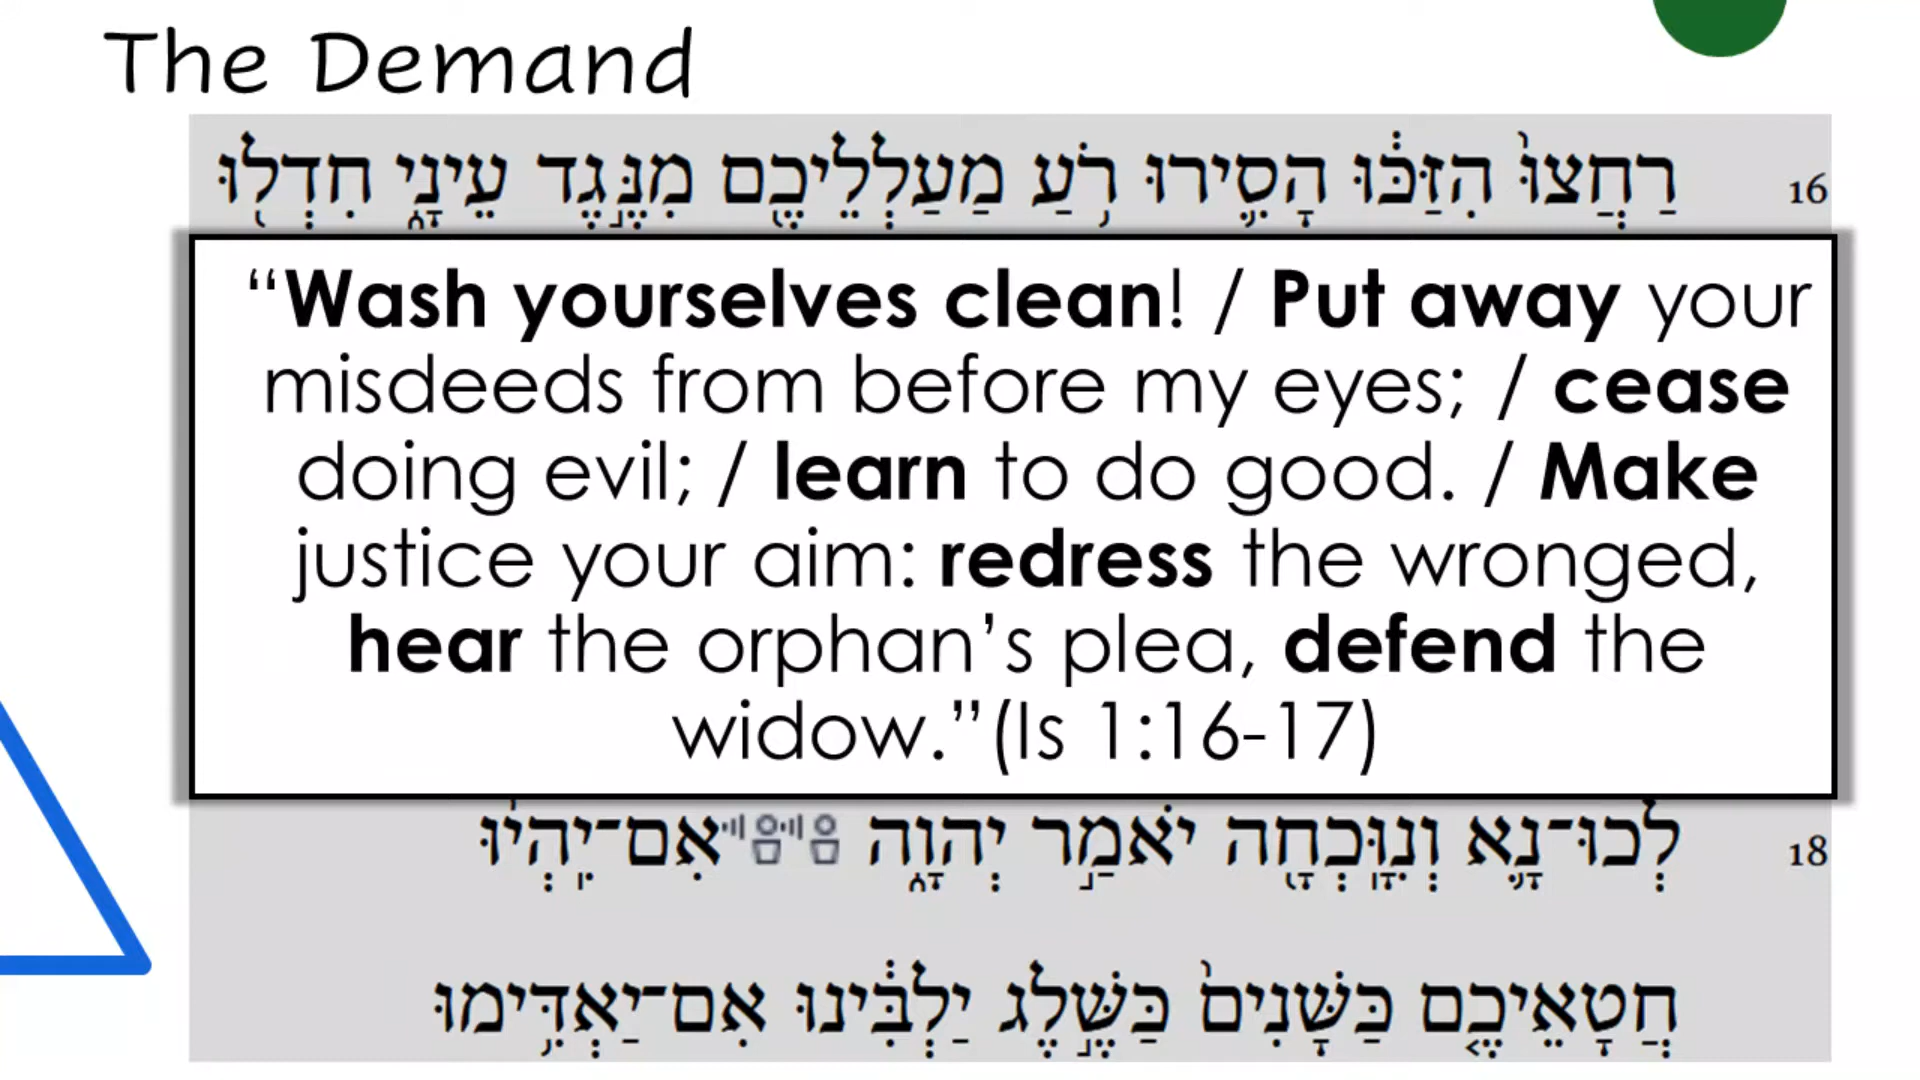 The Demand
16 רַחֲצוּ֙ הִזַּכּ֔וּ הָסִ֛ירוּ רֹ֥עַ מַעַלְלֵיכֶ֖ם מִנֶּ֣גֶד עֵינָ֑י חִדְל֖וּ
“Wash yourselves clean! / Put away your
misdeeds from before my eyes; / cease
doing evil; / learn to do good. / Make
justice your aim: redress the wronged,
hear the orphan’s plea, defend the
widow.”(Is 1:16-17)
18 לְכוּ־נָ֛א וְנִוָּֽכְחָ֖ה יֹאמַ֣ר יְהוָ֑ה אִם־יִֽהְי֨וּ
חֲטָאֵיכֶ֤ם כַּשָּׁנִים֙ כַּשֶּׁ֣לֶג יַלְבִּ֔ינוּ אִם־יַאְדִּ֥ימוּ